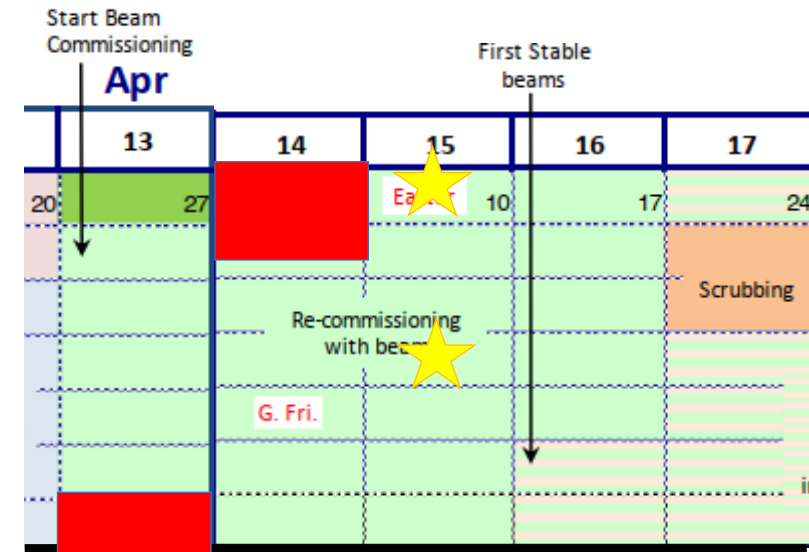 Start Beam
Commissioning
Apr
First Stable
beams
13
14
15
16
17
20
27
10
17
24
Scrubbing
Re-commissioning
with
G. Fri.